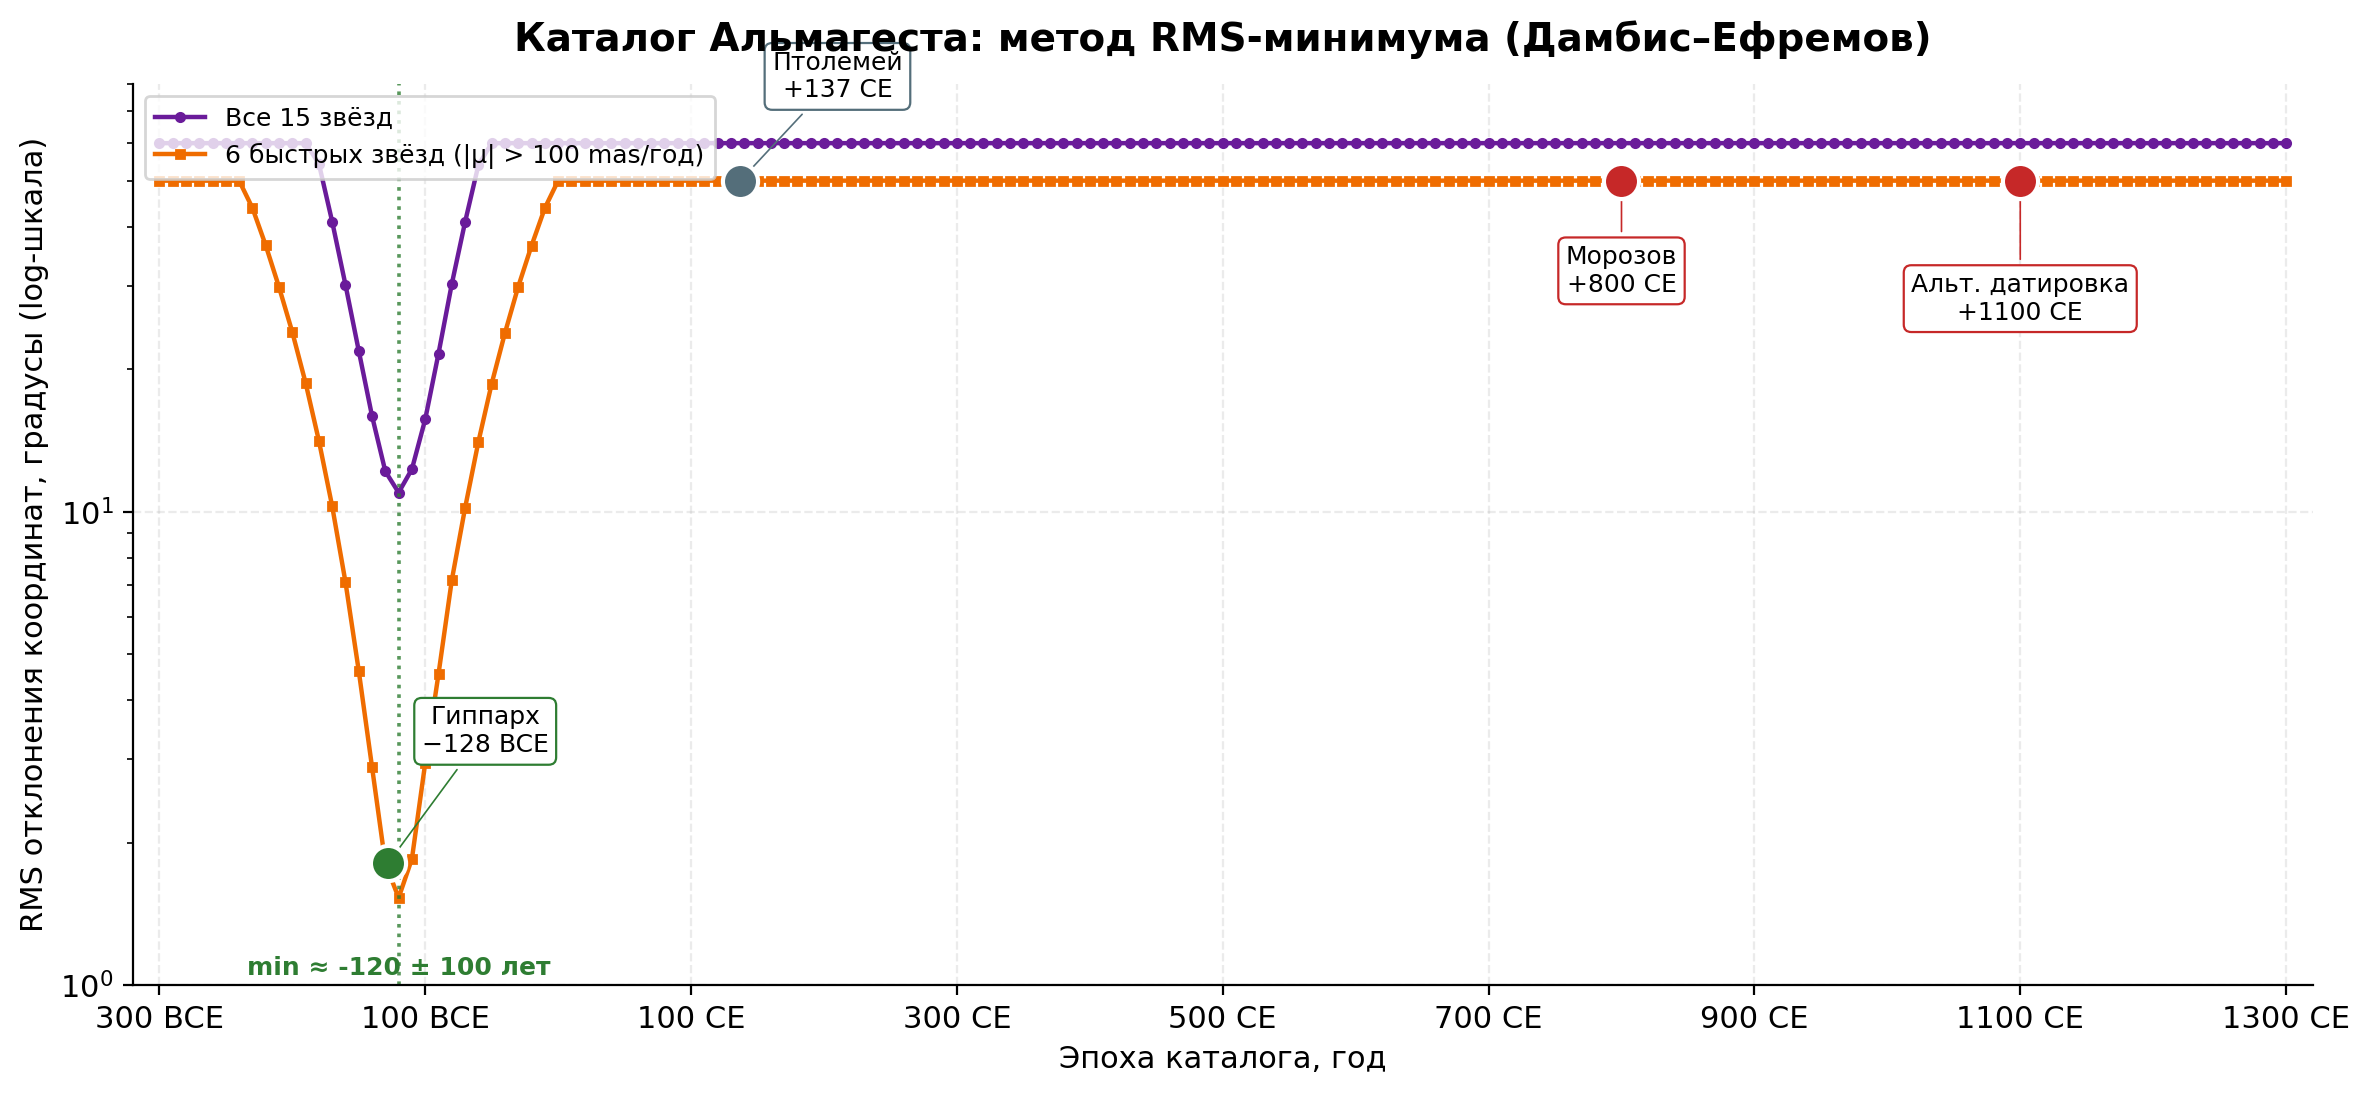 Каталог Альмагеста: метод RMS-минимума (Дамбис–Ефремов)
Птолемей
+137 CE
Все 15 звёзд
6 быстрых звёзд (|μ| > 100 mas/год)
Морозов
+800 CE
Альт. датировка
+1100 CE
Гиппарх
−128 BCE
min ≈ -120 ± 100 лет
RMS отклонения координат, градусы (log-шкала)
10¹
10⁰
300 BCE
100 BCE
100 CE
300 CE
500 CE
700 CE
900 CE
1100 CE
1300 CE
Эпоха каталога, год